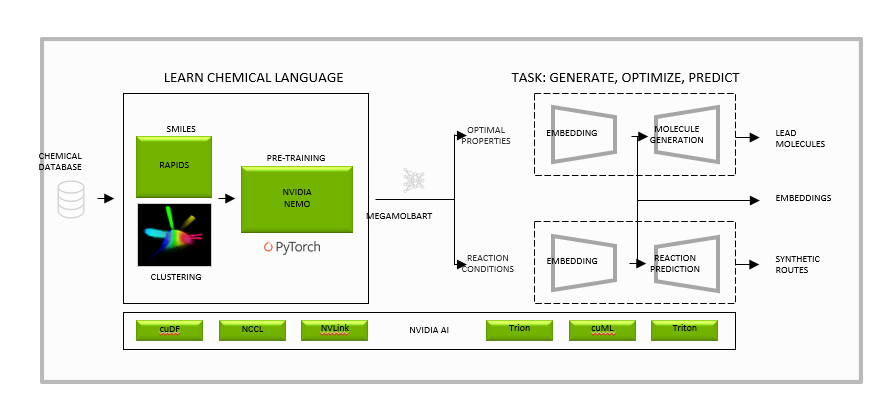 LEARN CHEMICAL LANGUAGE
TASK: GENERATE, OPTIMIZE, PREDICT
CHEMICAL
DATABASE
SMILES
RAPIDS
CLUSTERING
PRE-TRAINING
NVIDIA
NEMO
PyTorch
MEGAMOLBART
OPTIMAL
PROPERTIES
REACTION
CONDITIONS
EMBEDDING
MOLECULE
GENERATION
EMBEDDING
REACTION
PREDICTION
LEAD
MOLECULES
EMBEDDINGS
SYNTHETIC
ROUTES
cuDF
NCCL
NVLink
NVIDIA AI
Trion
cuML
Triton